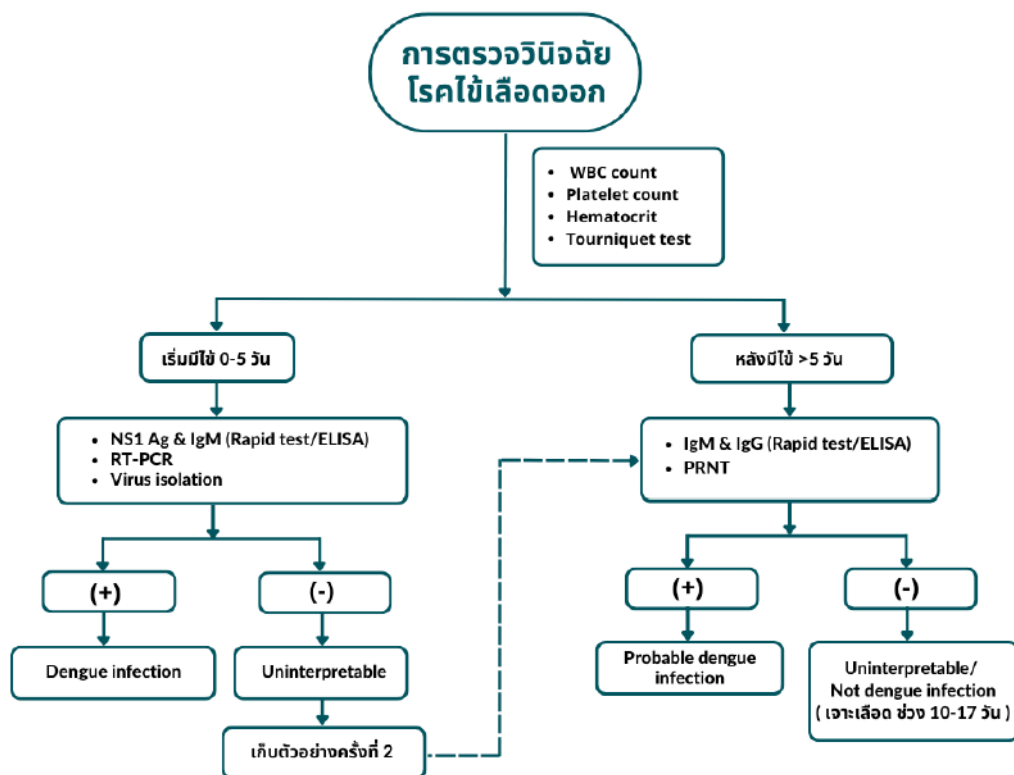 การตรวจวินิจฉัย
โรคไข้เลือดออก
• WBC count
• Platelet count
• Hematocrit
• Tourniquet test
เริ่มมีไข้ 0-5 วัน
หลังมีไข้ >5 วัน
• NS1 Ag & IgM (Rapid test/ELISA)
• RT-PCR
• Virus isolation
• IgM & IgG (Rapid test/ELISA)
• PRNT
(+)
(-)
(+)
(-)
Dengue infection
Uninterpretable
Probable dengue
infection
Uninterpretable/
Not dengue infection
( เจาะเลือด ช่วง 10-17 วัน )
เก็บตัวอย่างครั้งที่ 2